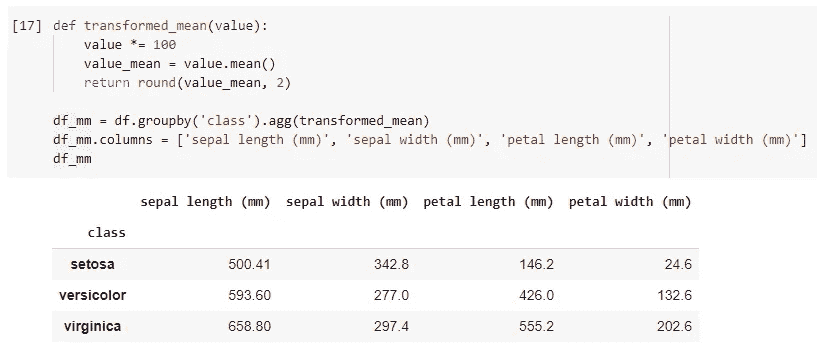 [17] def transformed_mean(value):
value *= 100
value_mean = value.mean()
return round(value_mean, 2)
df_mm = df.groupby('class').agg(transformed_mean)
df_mm.columns = ['sepal length (mm)', 'sepal width (mm)', 'petal length (mm)', 'petal width (mm)']
df_mm
sepal length (mm) sepal width (mm) petal length (mm) petal width (mm)
class
setosa 500.41 342.8 146.2 24.6
versicolor 593.60 277.0 426.0 132.6
virginica 658.80 297.4 555.2 202.6